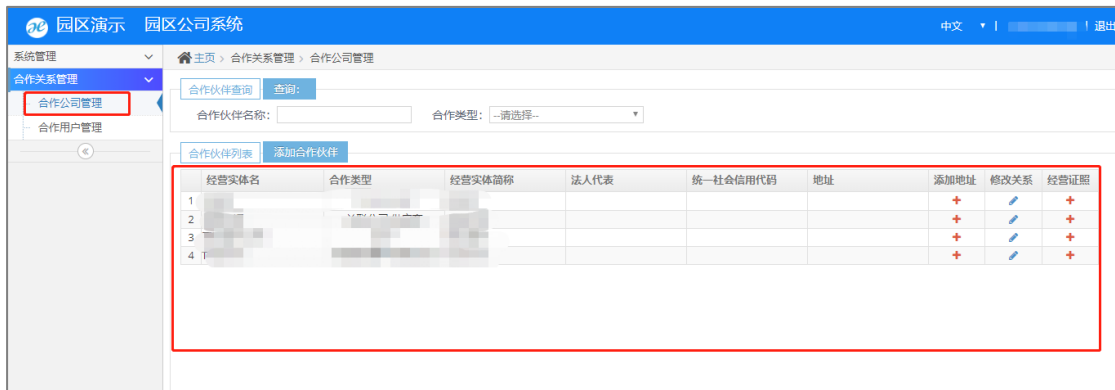 园区演示 园区公司系统 中文 ▼ | | 退出
系统管理
主页 > 合作关系管理 > 合作公司管理
合作关系管理
合作公司管理
合作用户管理
合作伙伴查询 查询:
合作伙伴名称: 合作类型: --请选择--
合作伙伴列表 添加合作伙伴
经营实体名 合作类型 经营实体简称 法人代表 统一社会信用代码 地址 添加地址 修改关系 经营证照
1
2
3
4 T